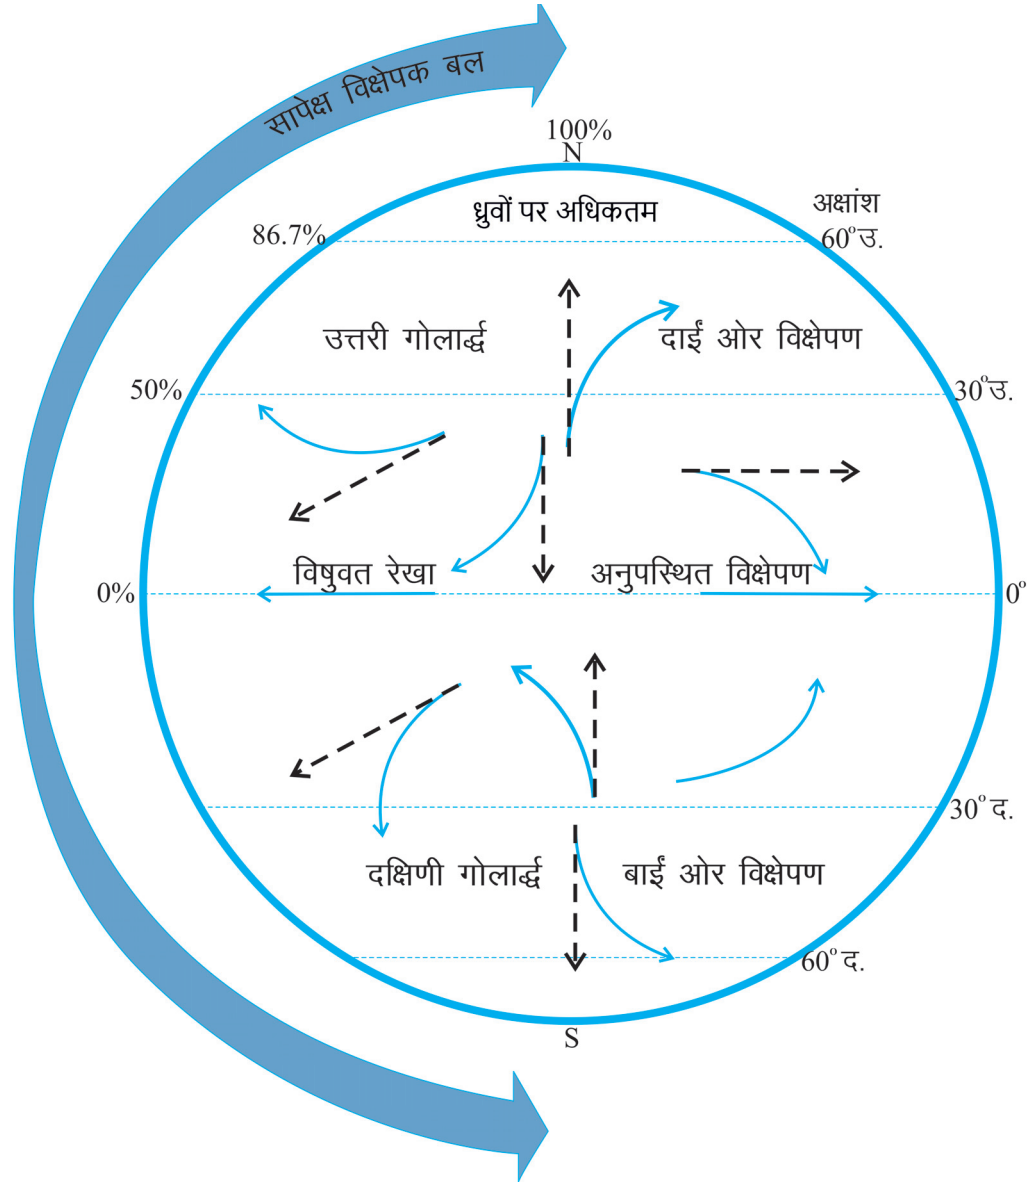 सापेक्ष विक्षेपक बल
100%
N
ध्रुवों पर अधिकतम
अक्षांश
86.7%
60°उ.
उत्तरी गोलार्द्ध
दाईं ओर विक्षेपण
50%
30°उ.
विषुवत रेखा
अनुपस्थित विक्षेपण
0%
0°
30°द.
दक्षिणी गोलार्द्ध
बाईं ओर विक्षेपण
60°द.
S